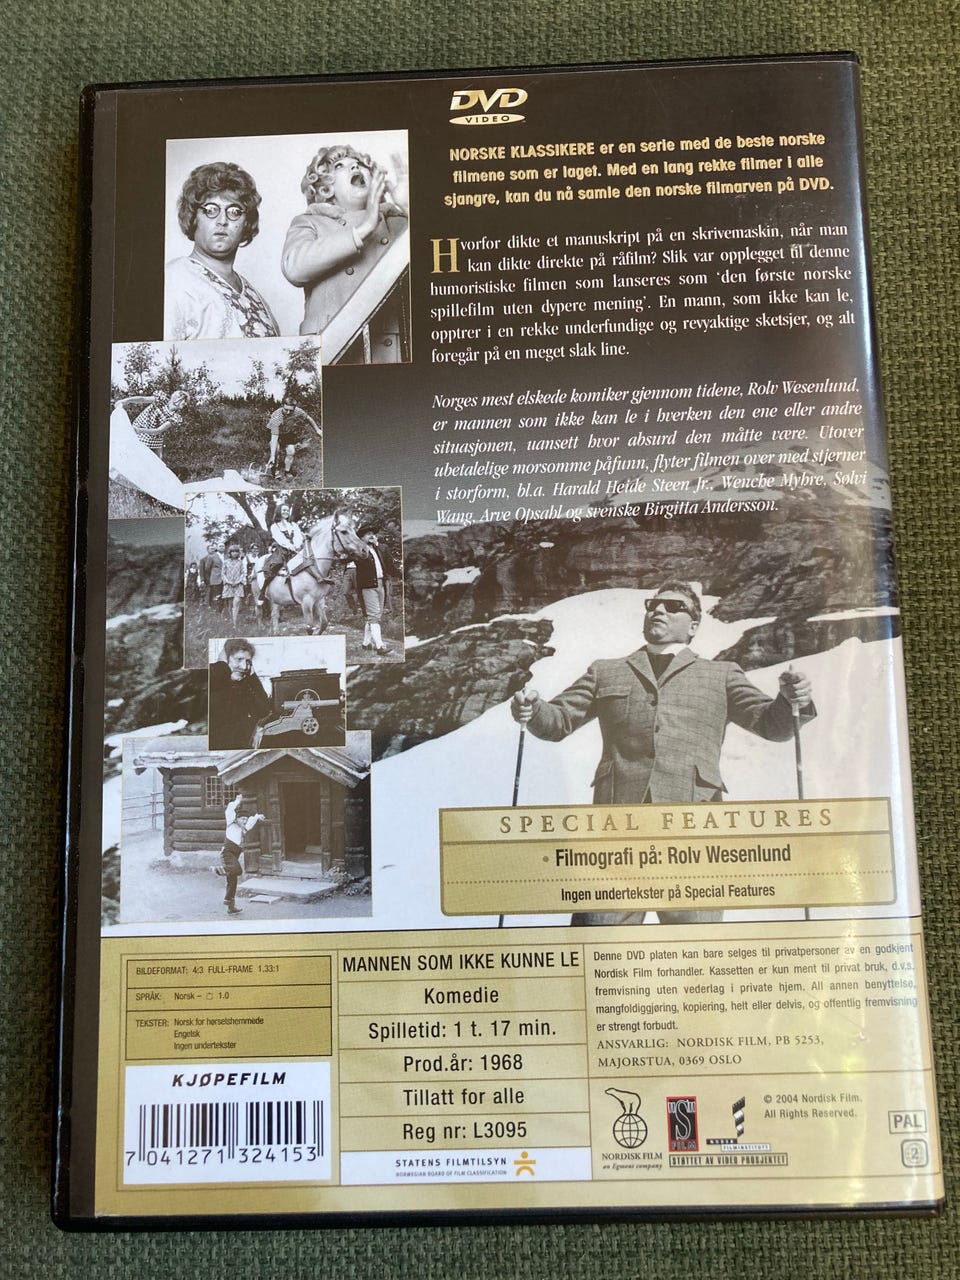 DVD
VIDEO
NORSKE KLASSIKERE er en serie med de beste norske
filmene som er laget. Med en lang rekke filmer i alle
sjangre, kan du nå samle den norske filmarven på DVD.
Hvorfor dikte et manuskript på en skrivemaskin, når man
kan dikte direkte på råfilm? Slik var opplegget til denne
humoristiske filmen som lanseres som 'den første norske
spillefilm uten dypere mening'. En mann, som ikke kan le,
opptrer i en rekke underfundige og revyaktige sketsjer, og alt
foregår på en meget slak line.
Norges mest elskede komiker gjennom tidene, Rolv Wesenlund,
er mannen som ikke kan le i hverken den ene eller andre
situasjonen, uansett hvor absurd den måtte være. Utover
ubetalelige morsomme påfunn, flyter filmen over med stjerner
i storform, bl.a. Harald Heide Steen Jr., Wenche Myhre, Sølvi
Wang, Arve Opsahl og svenske Birgitta Andersson.
SPECIAL FEATURES
• Filmografi på: Rolv Wesenlund
Ingen undertekster på Special Features
BILDEFORMAT: 4:3 FULL-FRAME 1.33:1
SPRÅK: Norsk – 1.0
TEKSTER: Norsk for hørselshemmede
Engelsk
Ingen undertekster
KJØPEFILM
7 041271 324153
MANNEN SOM IKKE KUNNE LE
Komedie
Spilletid: 1 t. 17 min.
Prod.år: 1968
Tillatt for alle
Reg nr: L3095
STATENS FILMTILSYN
NORWEGIAN BOARD OF FILM CLASSIFICATION
Denne DVD platen kan bare selges til privatpersoner av en godkjent
Nordisk Film forhandler. Kassetten er kun ment til privat bruk, d.v.s.
fremvisning uten vederlag i private hjem. All annen benyttelse,
mangfoldiggjøring, kopiering, helt eller delvis, og offentlig fremvisning
er strengt forbudt.
ANSVARLIG: NORDISK FILM, PB 5253,
MAJORSTUA, 0369 OSLO
NORDISK FILM
an Egmont company
S
FILM
NORSK
FILMINSTITUTT
STØTTET AV VIDEO PROSJEKTET
© 2004 Nordisk Film.
All Rights Reserved.
PAL
2